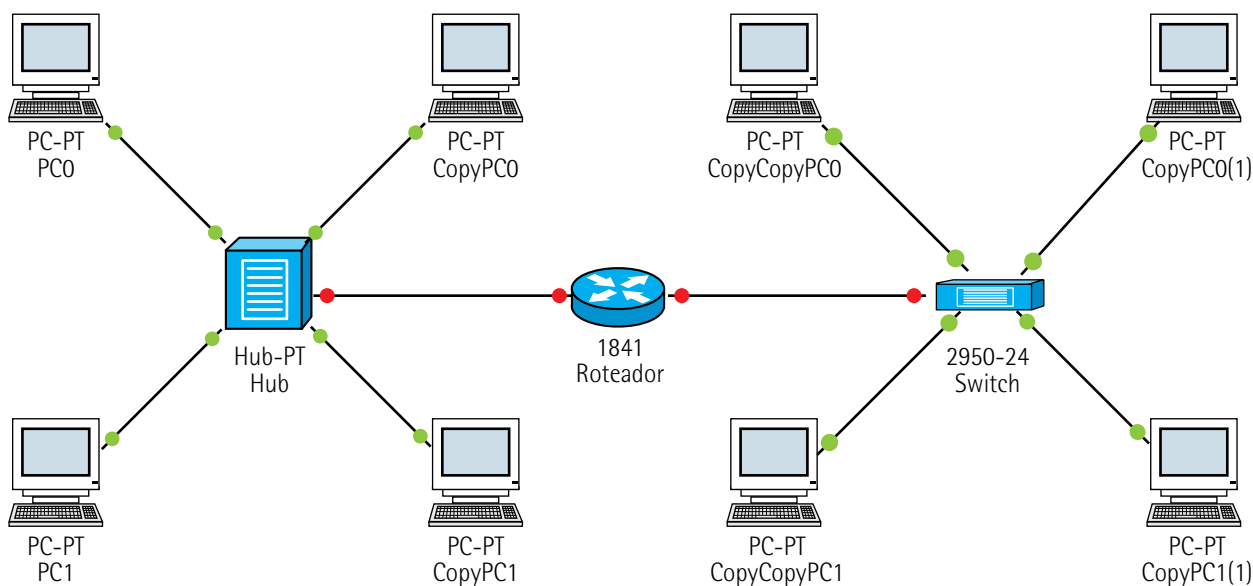 PC-PT
PC0
PC-PT
CopyPC0
PC-PT
CopyCopyPC0
PC-PT
CopyPC0(1)
Hub-PT
Hub
1841
Roteador
2950-24
Switch
PC-PT
PC1
PC-PT
CopyPC1
PC-PT
CopyCopyPC1
PC-PT
CopyPC1(1)